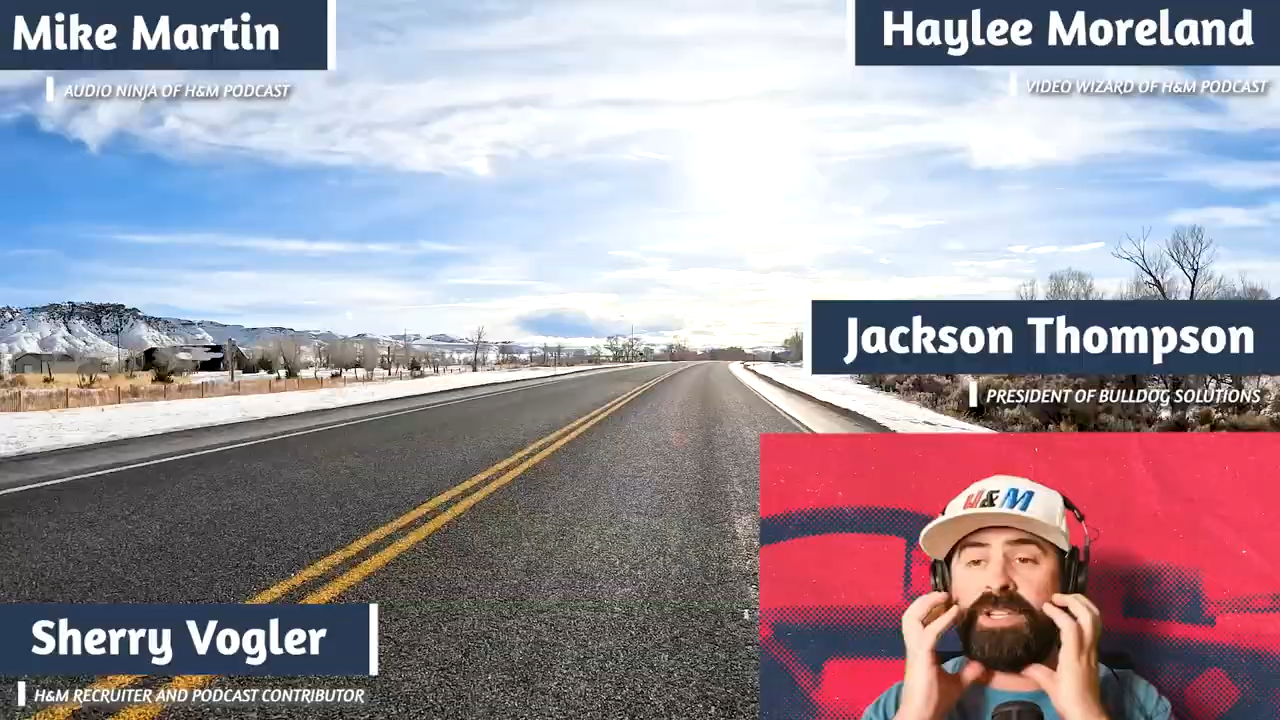 Mike Martin
AUDIO NINJA OF H&M PODCAST
Haylee Moreland
VIDEO WIZARD OF H&M PODCAST
Jackson Thompson
PRESIDENT OF BULLDOG SOLUTIONS
H&M
Sherry Vogler
H&M RECRUITER AND PODCAST CONTRIBUTOR